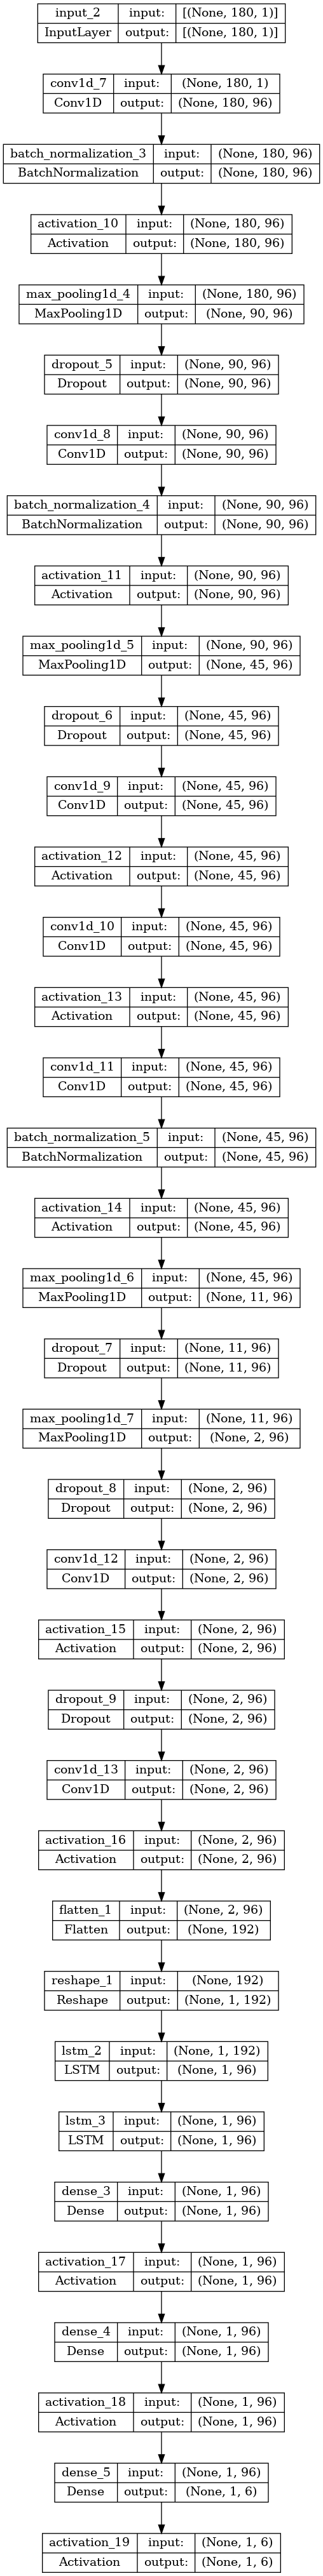 input_2 input: [(None, 180, 1)]
InputLayer output: [(None, 180, 1)]
conv1d_7 input: (None, 180, 1)
Conv1D output: (None, 180, 96)
batch_normalization_3 input: (None, 180, 96)
BatchNormalization output: (None, 180, 96)
activation_10 input: (None, 180, 96)
Activation output: (None, 180, 96)
max_pooling1d_4 input: (None, 180, 96)
MaxPooling1D output: (None, 90, 96)
dropout_5 input: (None, 90, 96)
Dropout output: (None, 90, 96)
conv1d_8 input: (None, 90, 96)
Conv1D output: (None, 90, 96)
batch_normalization_4 input: (None, 90, 96)
BatchNormalization output: (None, 90, 96)
activation_11 input: (None, 90, 96)
Activation output: (None, 90, 96)
max_pooling1d_5 input: (None, 90, 96)
MaxPooling1D output: (None, 45, 96)
dropout_6 input: (None, 45, 96)
Dropout output: (None, 45, 96)
conv1d_9 input: (None, 45, 96)
Conv1D output: (None, 45, 96)
activation_12 input: (None, 45, 96)
Activation output: (None, 45, 96)
conv1d_10 input: (None, 45, 96)
Conv1D output: (None, 45, 96)
activation_13 input: (None, 45, 96)
Activation output: (None, 45, 96)
conv1d_11 input: (None, 45, 96)
Conv1D output: (None, 45, 96)
batch_normalization_5 input: (None, 45, 96)
BatchNormalization output: (None, 45, 96)
activation_14 input: (None, 45, 96)
Activation output: (None, 45, 96)
max_pooling1d_6 input: (None, 45, 96)
MaxPooling1D output: (None, 11, 96)
dropout_7 input: (None, 11, 96)
Dropout output: (None, 11, 96)
max_pooling1d_7 input: (None, 11, 96)
MaxPooling1D output: (None, 2, 96)
dropout_8 input: (None, 2, 96)
Dropout output: (None, 2, 96)
conv1d_12 input: (None, 2, 96)
Conv1D output: (None, 2, 96)
activation_15 input: (None, 2, 96)
Activation output: (None, 2, 96)
dropout_9 input: (None, 2, 96)
Dropout output: (None, 2, 96)
conv1d_13 input: (None, 2, 96)
Conv1D output: (None, 2, 96)
activation_16 input: (None, 2, 96)
Activation output: (None, 2, 96)
flatten_1 input: (None, 2, 96)
Flatten output: (None, 192)
reshape_1 input: (None, 192)
Reshape output: (None, 1, 192)
lstm_2 input: (None, 1, 192)
LSTM output: (None, 1, 96)
lstm_3 input: (None, 1, 96)
LSTM output: (None, 1, 96)
dense_3 input: (None, 1, 96)
Dense output: (None, 1, 96)
activation_17 input: (None, 1, 96)
Activation output: (None, 1, 96)
dense_4 input: (None, 1, 96)
Dense output: (None, 1, 96)
activation_18 input: (None, 1, 96)
Activation output: (None, 1, 96)
dense_5 input: (None, 1, 96)
Dense output: (None, 1, 6)
activation_19 input: (None, 1, 6)
Activation output: (None, 1, 6)